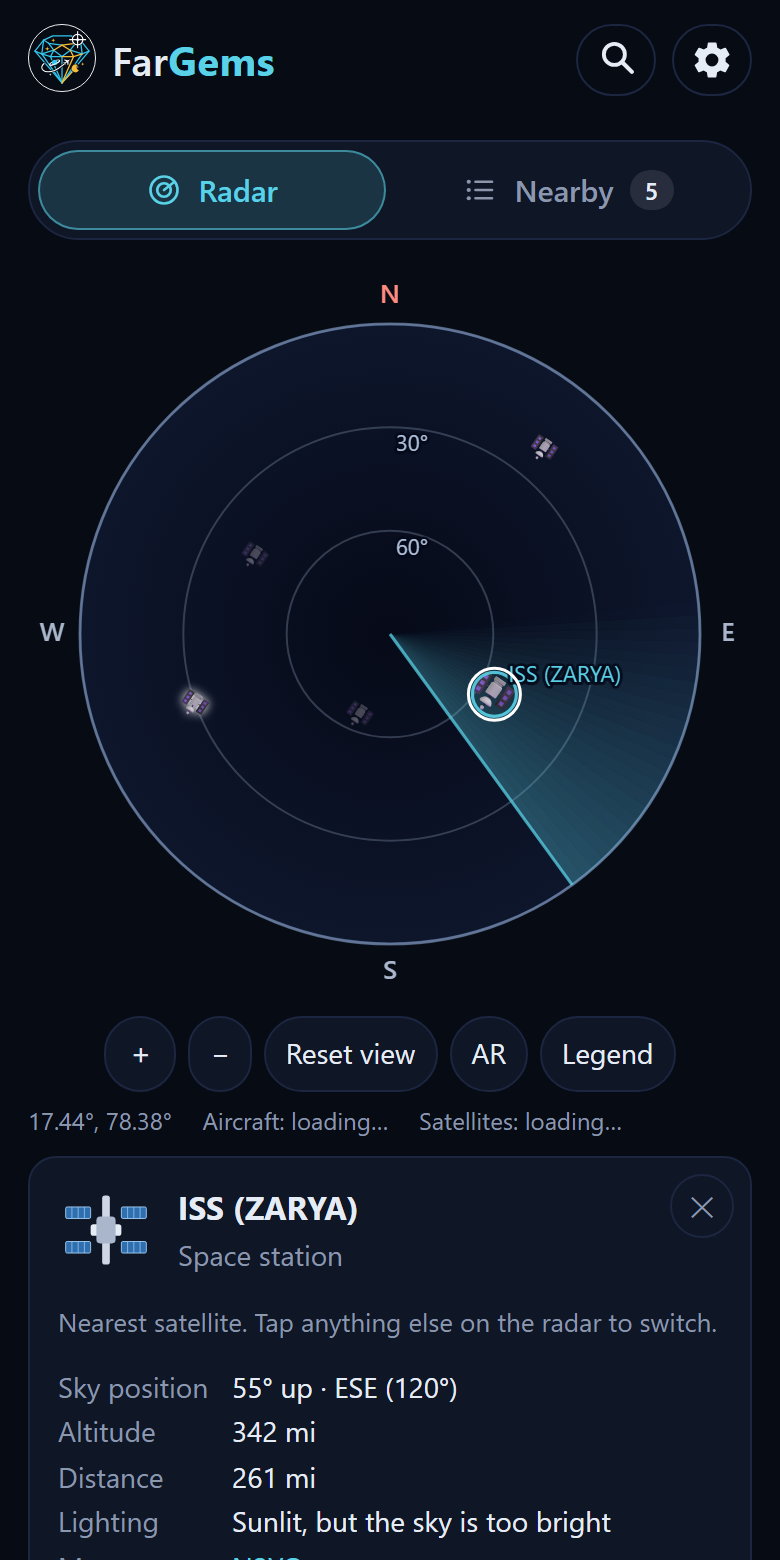 FarGems
Radar
Nearby 5
N
30°
60°
W
E
ISS (ZARYA)
S
+
–
Reset view
AR
Legend
17.44°, 78.38° Aircraft: loading... Satellites: loading...
ISS (ZARYA)
Space station
Nearest satellite. Tap anything else on the radar to switch.
Sky position 55° up · ESE (120°)
Altitude 342 mi
Distance 261 mi
Lighting Sunlit, but the sky is too bright